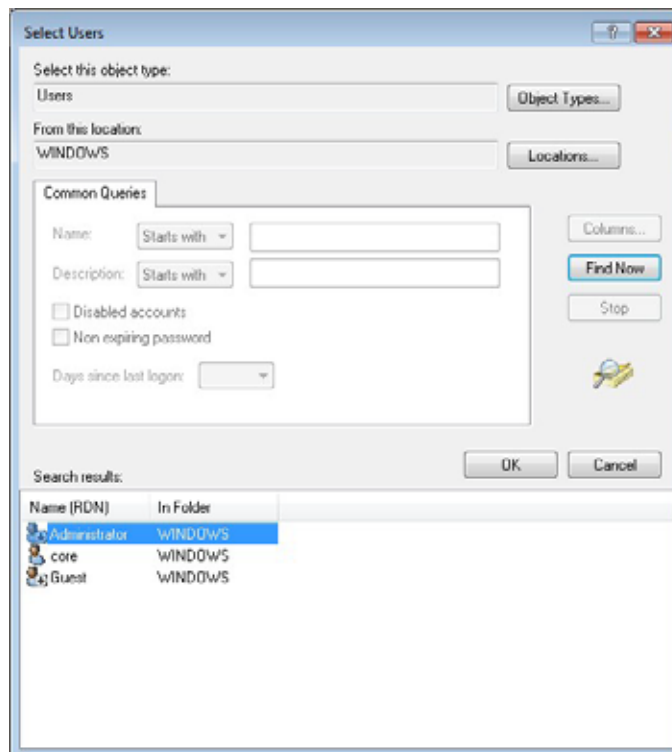 Select Users
Select this object type:
Users
Object Types...
From this location:
WINDOWS
Locations...
Common Queries
Name: Starts with
Columns...
Description: Starts with
Find Now
Disabled accounts
Stop
Non expiring password
Days since last logon:
OK Cancel
Search results:
Name (RDN) In Folder
Administrator WINDOWS
core WINDOWS
Guest WINDOWS